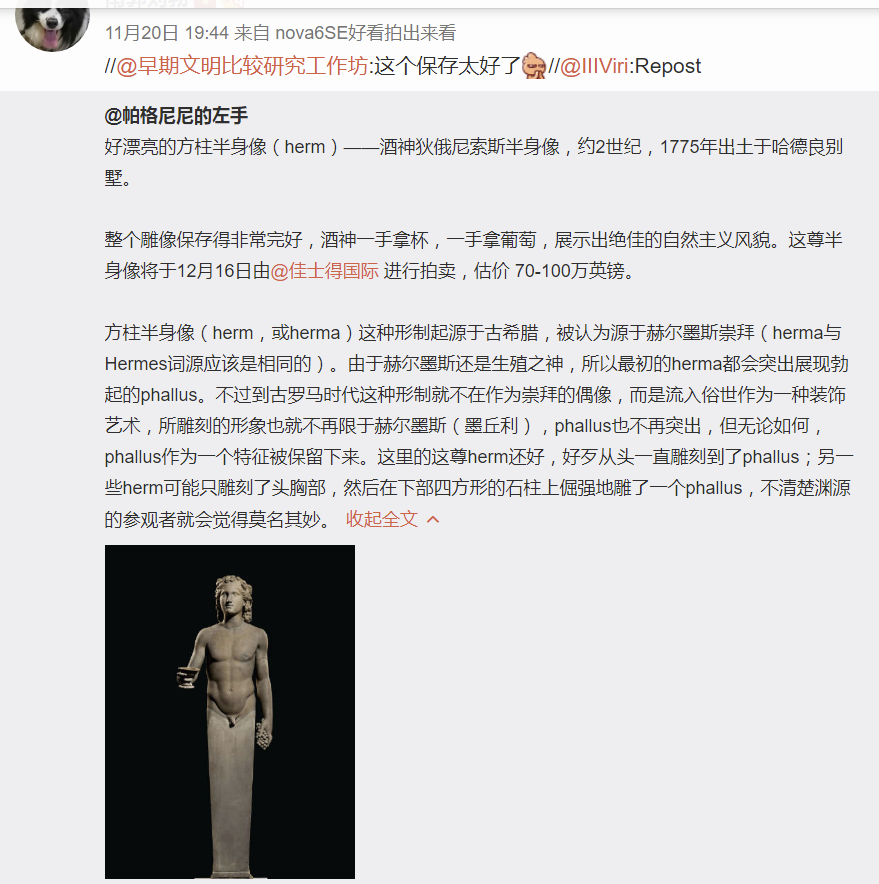 11月20日 19:44 来自 nova6SE好看拍出来看
//@早期文明比较研究工作坊:这个保存太好了//@IIIViri:Repost
@帕格尼尼的左手
好漂亮的方柱半身像（herm）——酒神狄俄尼索斯半身像，约2世纪，1775年出土于哈德良别
墅。
整个雕像保存得非常完好，酒神一手拿杯，一手拿葡萄，展示出绝佳的自然主义风貌。这尊半
身像将于12月16日由@佳士得国际 进行拍卖，估价 70-100万英镑。
方柱半身像（herm，或herma）这种形制起源于古希腊，被认为源于赫尔墨斯崇拜（herma与
Hermes词源应该是相同的）。由于赫尔墨斯还是生殖之神，所以最初的herma都会突出展现勃
起的phallus。不过到古罗马时代这种形制就不在作为崇拜的偶像，而是流入俗世作为一种装饰
艺术，所雕刻的形象也就不再限于赫尔墨斯（墨丘利），phallus也不再突出，但无论如何，
phallus作为一个特征被保留下来。这里的这尊herm还好，好歹从头一直雕刻到了phallus；另一
些herm可能只雕刻了头胸部，然后在下部四方形的石柱上倔强地雕了一个phallus，不清楚渊源
的参观者就会觉得莫名其妙。 收起全文